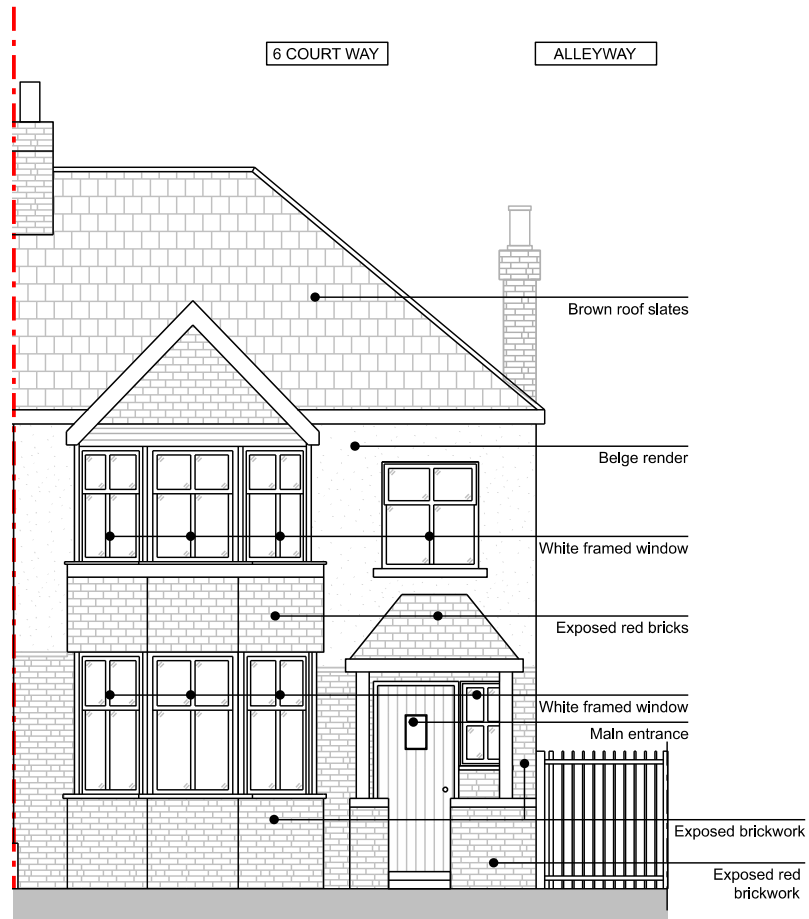 6 COURT WAY
ALLEYWAY
Brown roof slates
Beige render
White framed window
Exposed red bricks
White framed window
Main entrance
Exposed brickwork
Exposed red
brickwork